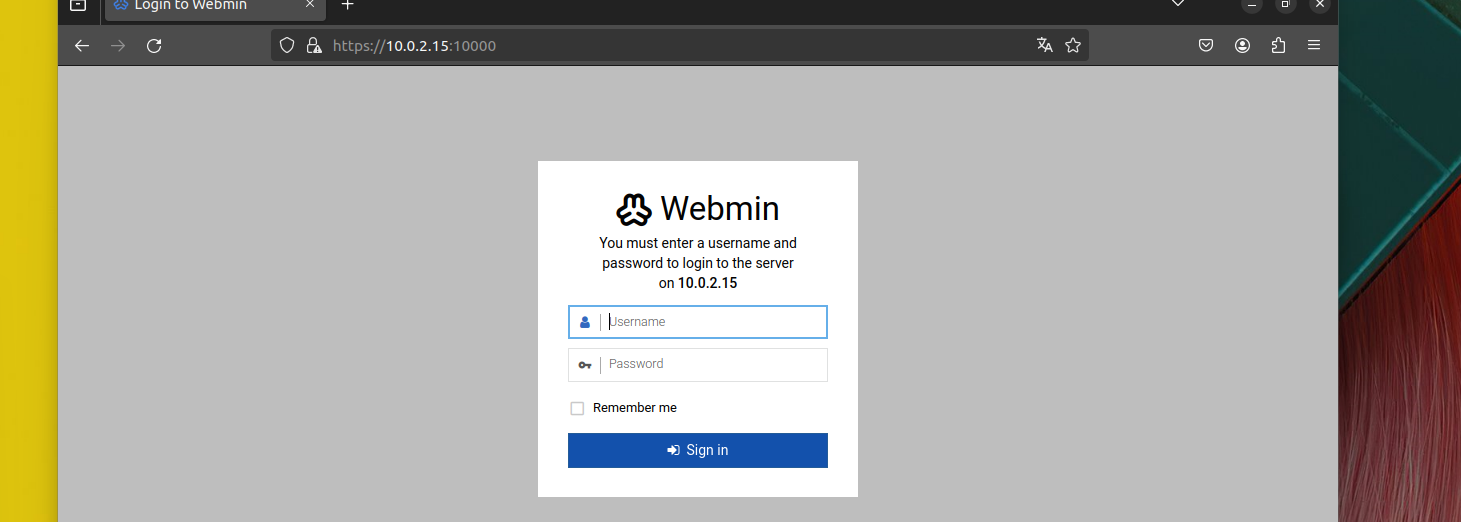 Login to Webmin
https://10.0.2.15:10000
Webmin
You must enter a username and
password to login to the server
on 10.0.2.15
Username
Password
Remember me
Sign in